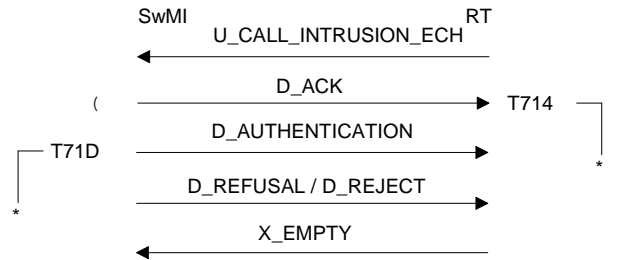 SwMI RT
U_CALL_INTRUSION_ECH
( D_ACK T714
D_AUTHENTICATION
T71D *
D_REFUSAL / D_REJECT
*
X_EMPTY